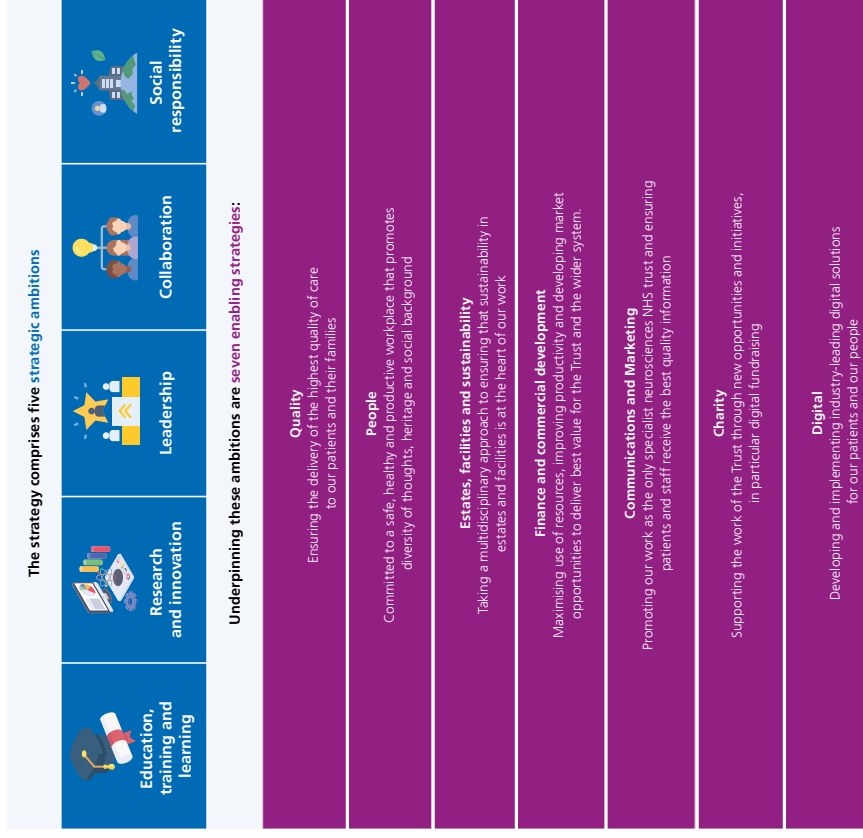 The strategy comprises five strategic ambitions
Education,
training and
learning
Research
and innovation
Leadership
Collaboration
Social
responsibility
Underpinning these ambitions are seven enabling strategies:
Quality
Ensuring the delivery of the highest quality of care
to our patients and their families
People
Committed to a safe, healthy and productive workplace that promotes
diversity of thoughts, heritage and social background
Estates, facilities and sustainability
Taking a multidisciplinary approach to ensuring that sustainability in
estates and facilities is at the heart of our work
Finance and commercial development
Maximising use of resources, improving productivity and developing market
opportunities to deliver best value for the Trust and the wider system.
Communications and Marketing
Promoting our work as the only specialist neurosciences NHS trust and ensuring
patients and staff receive the best quality information
Charity
Supporting the work of the Trust through new opportunities and initiatives,
in particular digital fundraising
Digital
Developing and implementing industry-leading digital solutions
for our patients and our people